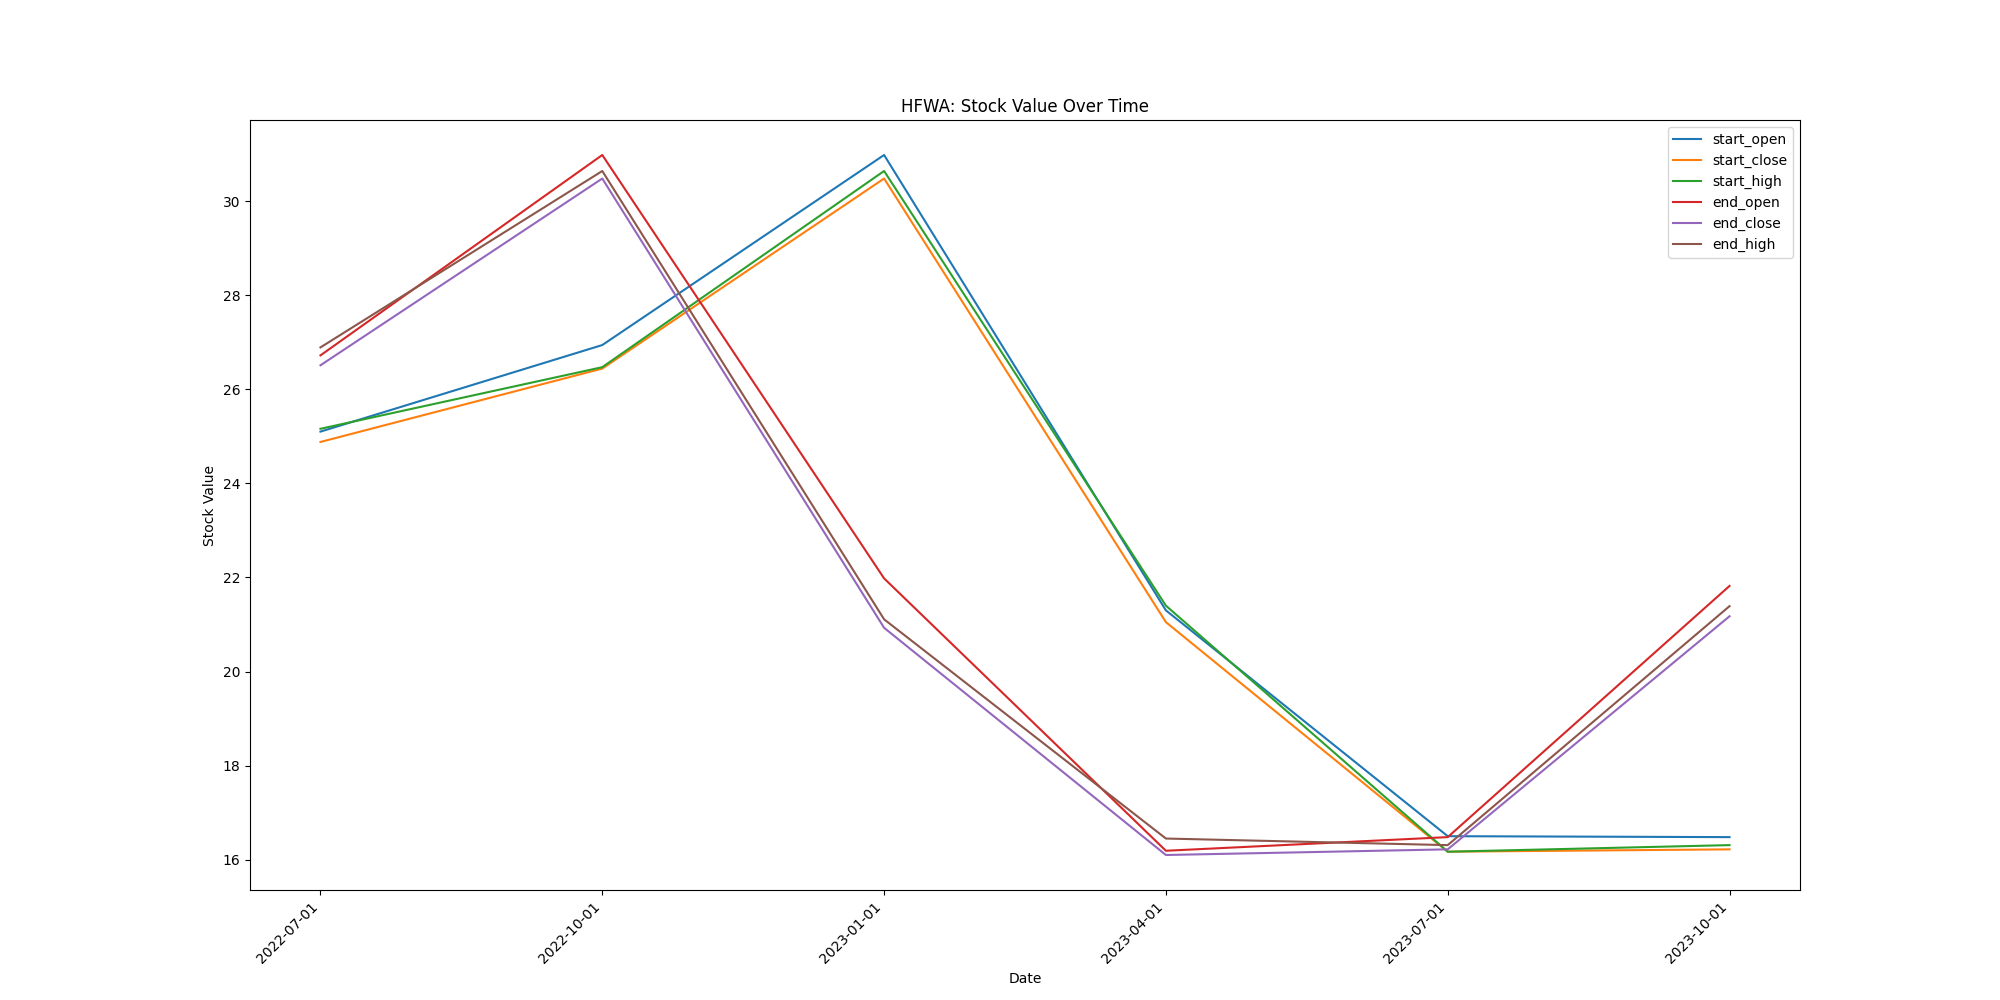 HFWA: Stock Value Over Time
start_open
start_close
start_high
end_open
end_close
end_high
Stock Value
30
28
26
24
22
20
18
16
2022-07-01
2022-10-01
2023-01-01
2023-04-01
2023-07-01
2023-10-01
Date